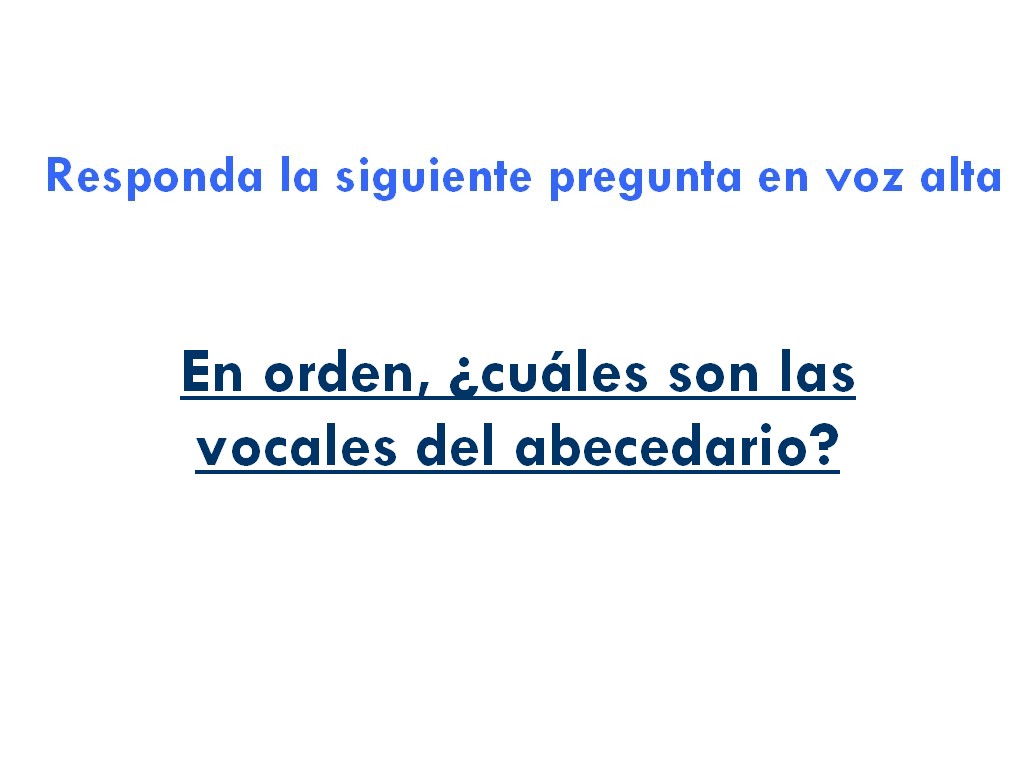 Responda la siguiente pregunta en voz alta
En orden, ¿cuáles son las
vocales del abecedario?